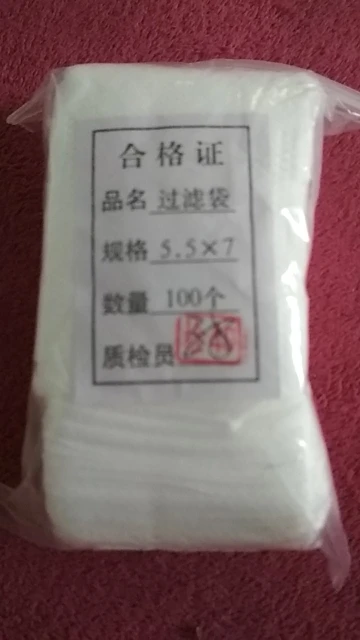 合格证
品名 过滤袋
规格 5.5×7
数量 100个
质检员